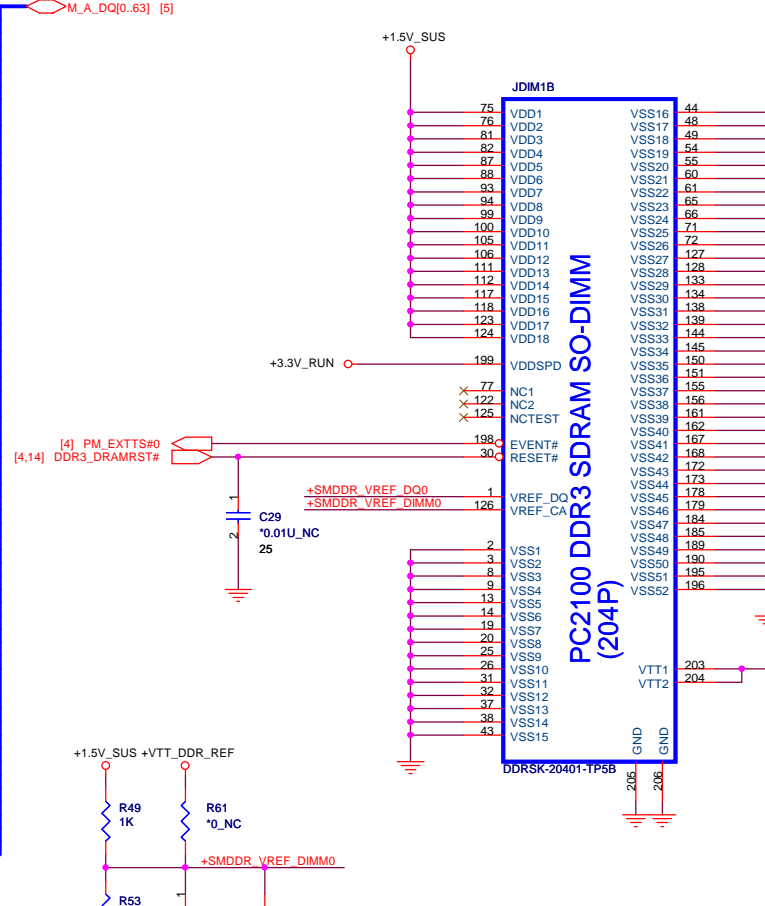 M_A_DQ[0..63] [5]
+1.5V_SUS
JDIM1B
75 VDD1 VSS16 44
76 VDD2 VSS17 48
81 VDD3 VSS18 49
82 VDD4 VSS19 54
87 VDD5 VSS20 55
88 VDD6 VSS21 60
93 VDD7 VSS22 61
94 VDD8 VSS23 65
99 VDD9 VSS24 66
100 VDD10 VSS25 71
105 VDD11 VSS26 72
106 VDD12 VSS27 127
111 VDD13 VSS28 128
112 VDD14 VSS29 133
117 VDD15 VSS30 134
118 VDD16 VSS31 138
123 VDD17 VSS32 139
124 VDD18 VSS33 144
VSS34 145
+3.3V_RUN 199 VDDSPD VSS35 150
VSS36 151
77 NC1 VSS37 155
122 NC2 VSS38 156
125 NCTEST VSS39 161
VSS40 162
[4] PM_EXTTS#0 198 EVENT# VSS41 167
[4,14] DDR3_DRAMRST# 30 RESET# VSS42 168
VSS43 172
VSS44 173
+SMDDR_VREF_DQ0 1 VREF_DQ VSS45 178
+SMDDR_VREF_DIMM0 126 VREF_CA VSS46 179
VSS47 184
VSS48 185
2 VSS1 VSS49 189
3 VSS2 VSS50 190
8 VSS3 VSS51 195
9 VSS4 VSS52 196
13 VSS5
14 VSS6
19 VSS7
20 VSS8
25 VSS9
26 VSS10 VTT1 203
31 VSS11 VTT2 204
32 VSS12
37 VSS13
38 VSS14
43 VSS15
PC2100 DDR3 SDRAM SO-DIMM
(204P)
1
C29
*0.01U_NC
2
25
GND GND
205 206
DDRSK-20401-TP5B
+1.5V_SUS +VTT_DDR_REF
R49
1K
R61
*0_NC
+SMDDR_VREF_DIMM0
R53
1